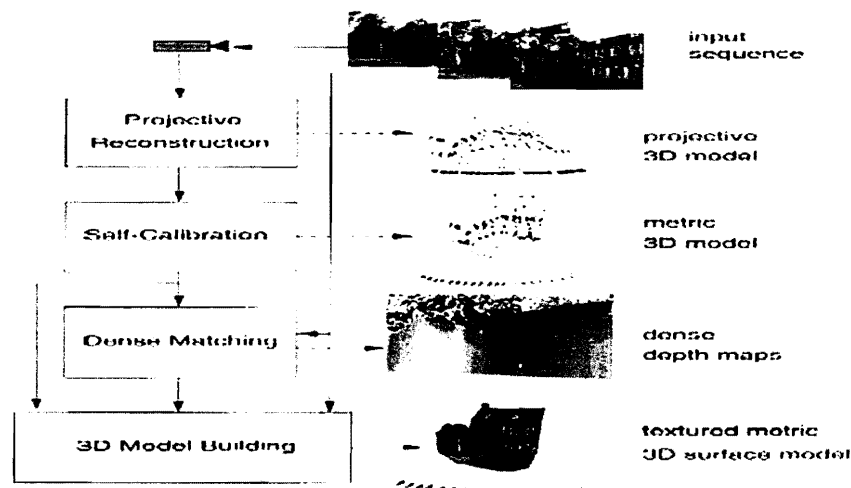 input
sequence
Projective
Reconstruction
projective
3D model
Self-Calibration
metric
3D model
Dense Matching
dense
depth maps
3D Model Building
textured metric
3D surface model